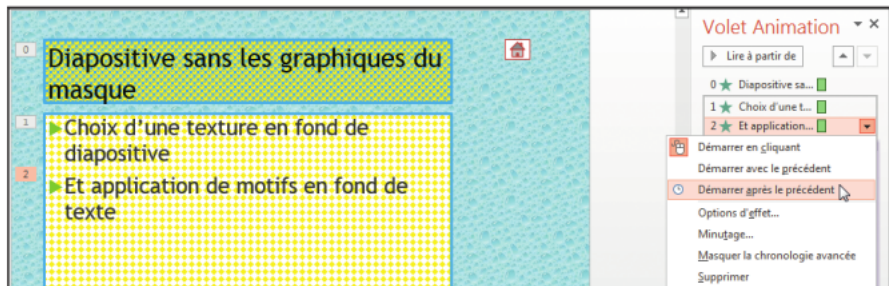 0
Diapositive sans les graphiques du
masque
1
Choix d'une texture en fond de
diapositive
2
Et application de motifs en fond de
texte
Volet Animation
Lire à partir de
0 Diapositive sa...
1 Choix d'une t...
2 Et application...
Démarrer en cliquant
Démarrer avec le précédent
Démarrer après le précédent
Options d'effet...
Minutage...
Masquer la chronologie avancée
Supprimer